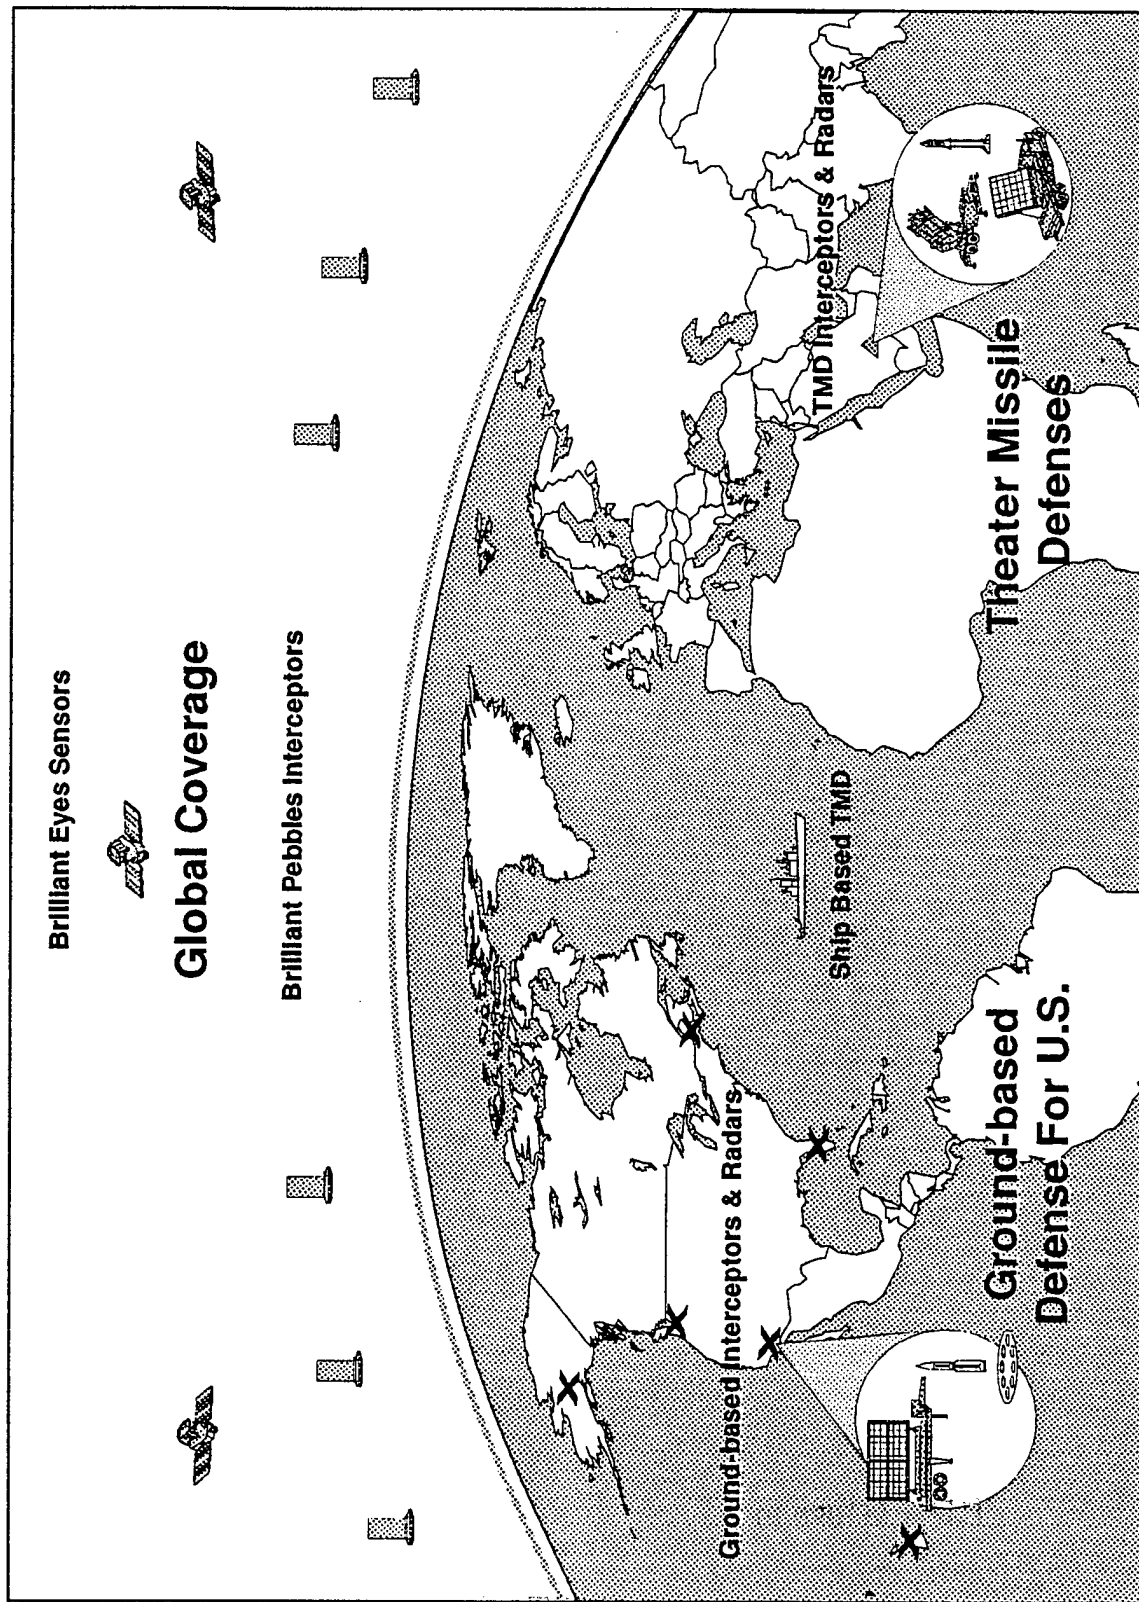 Brilliant Eyes Sensors
Global Coverage
Brilliant Pebbles Interceptors
Ground-based Interceptors & Radars
Ship Based TMD
TMD Interceptors & Radars
Ground-based
Defense For U.S.
Theater Missile
Defenses